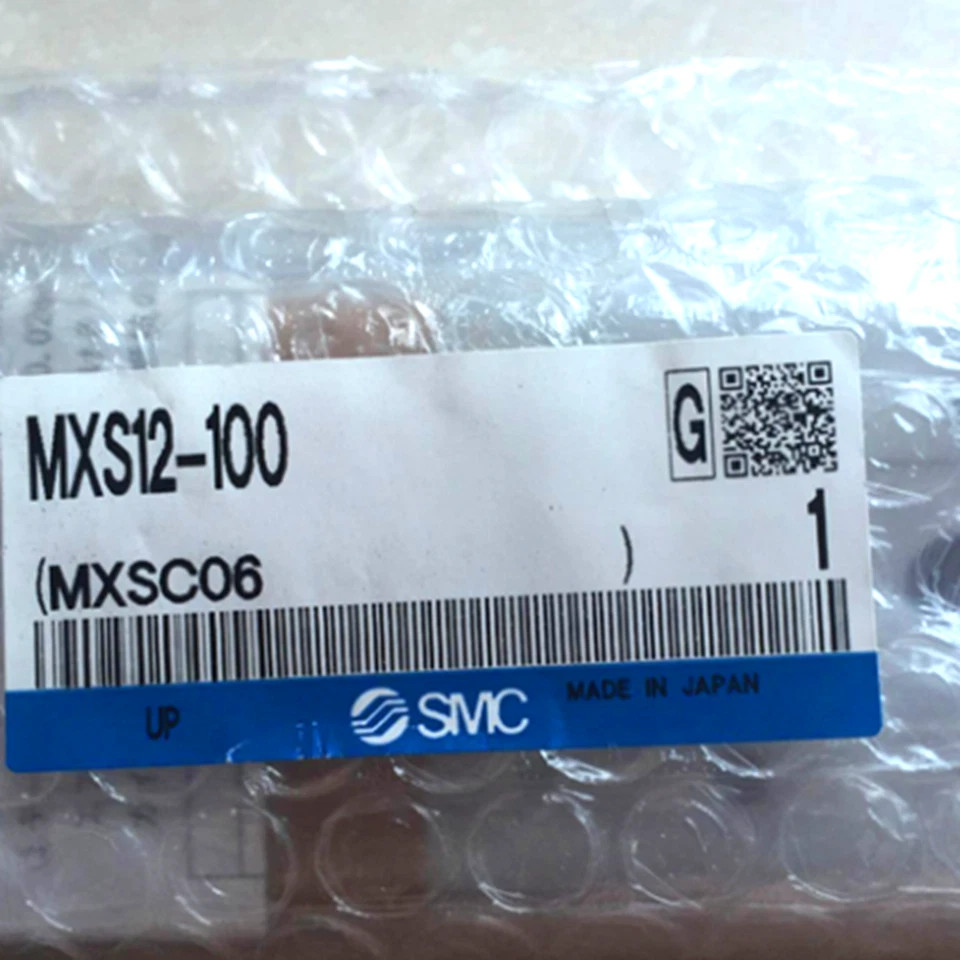 MXS12-100
G
1
(MXSC06 )
UP
SMC
MADE IN JAPAN